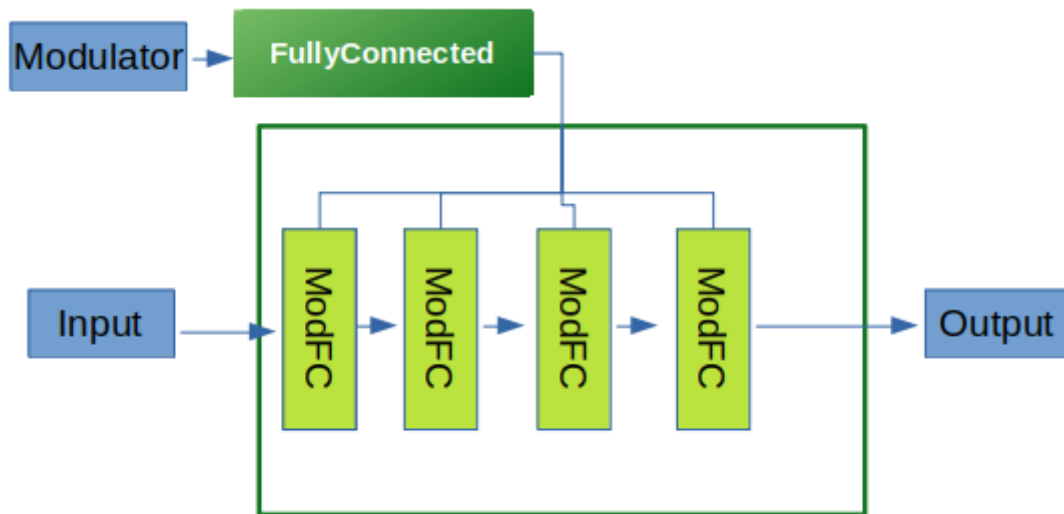 Modulator
FullyConnected
Input
ModFC
ModFC
ModFC
ModFC
Output